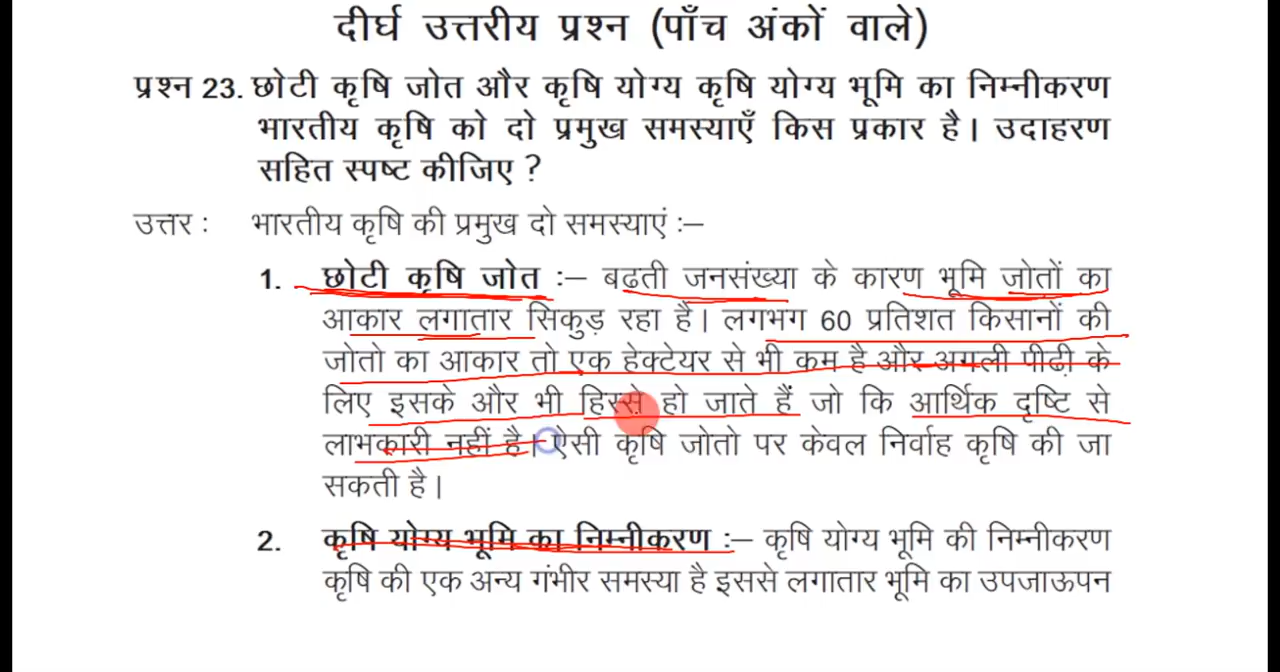 दीर्घ उत्तरीय प्रश्न (पाँच अंकों वाले)
प्रश्न 23. छोटी कृषि जोत और कृषि योग्य कृषि योग्य भूमि का निम्नीकरण
भारतीय कृषि को दो प्रमुख समस्याएँ किस प्रकार है। उदाहरण
सहित स्पष्ट कीजिए ?
उत्तर : भारतीय कृषि की प्रमुख दो समस्याएं :–
1. छोटी कृषि जोत :– बढ़ती जनसंख्या के कारण भूमि जोतों का
आकार लगातार सिकुड़ रहा है। लगभग 60 प्रतिशत किसानों की
जोतो का आकार तो एक हेक्टेयर से भी कम है और अगली पीढ़ी के
लिए इसके और भी हिस्से हो जाते हैं जो कि आर्थिक दृष्टि से
लाभकारी नहीं है। ऐसी कृषि जोतो पर केवल निर्वाह कृषि की जा
सकती है।
2. कृषि योग्य भूमि का निम्नीकरण :– कृषि योग्य भूमि की निम्नीकरण
कृषि की एक अन्य गंभीर समस्या है इससे लगातार भूमि का उपजाऊपन